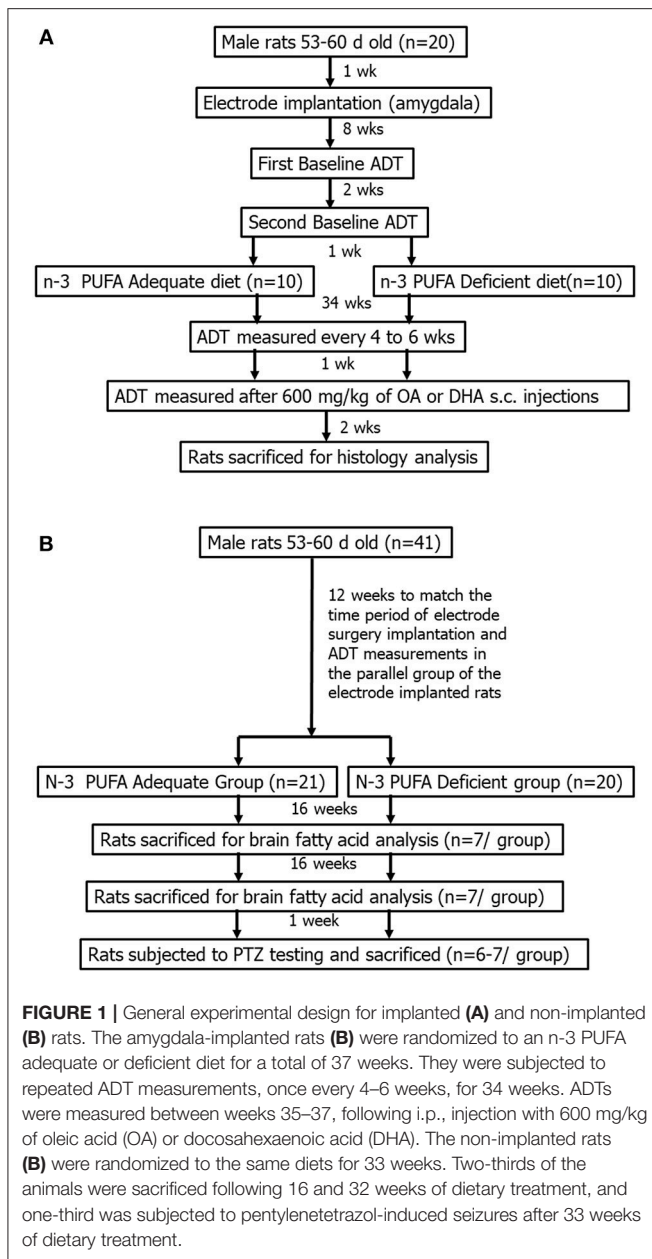 A
Male rats 53-60 d old (n=20)
1 wk
Electrode implantation (amygdala)
8 wks
First Baseline ADT
2 wks
Second Baseline ADT
1 wk
n-3 PUFA Adequate diet (n=10)
n-3 PUFA Deficient diet(n=10)
34 wks
ADT measured every 4 to 6 wks
1 wk
ADT measured after 600 mg/kg of OA or DHA s.c. injections
2 wks
Rats sacrificed for histology analysis
B
Male rats 53-60 d old (n=41)
12 weeks to match the
time period of electrode
surgery implantation and
ADT measurements in
the parallel group of the
electrode implanted rats
N-3 PUFA Adequate Group (n=21)
N-3 PUFA Deficient group (n=20)
16 weeks
Rats sacrificed for brain fatty acid analysis (n=7/ group)
16 weeks
Rats sacrificed for brain fatty acid analysis (n=7/ group)
1 week
Rats subjected to PTZ testing and sacrificed (n=6-7/ group)
FIGURE 1 | General experimental design for implanted (A) and non-implanted
(B) rats. The amygdala-implanted rats (B) were randomized to an n-3 PUFA
adequate or deficient diet for a total of 37 weeks. They were subjected to
repeated ADT measurements, once every 4–6 weeks, for 34 weeks. ADTs
were measured between weeks 35–37, following i.p., injection with 600 mg/kg
of oleic acid (OA) or docosahexaenoic acid (DHA). The non-implanted rats
(B) were randomized to the same diets for 33 weeks. Two-thirds of the
animals were sacrificed following 16 and 32 weeks of dietary treatment, and
one-third was subjected to pentylenetetrazol-induced seizures after 33 weeks
of dietary treatment.